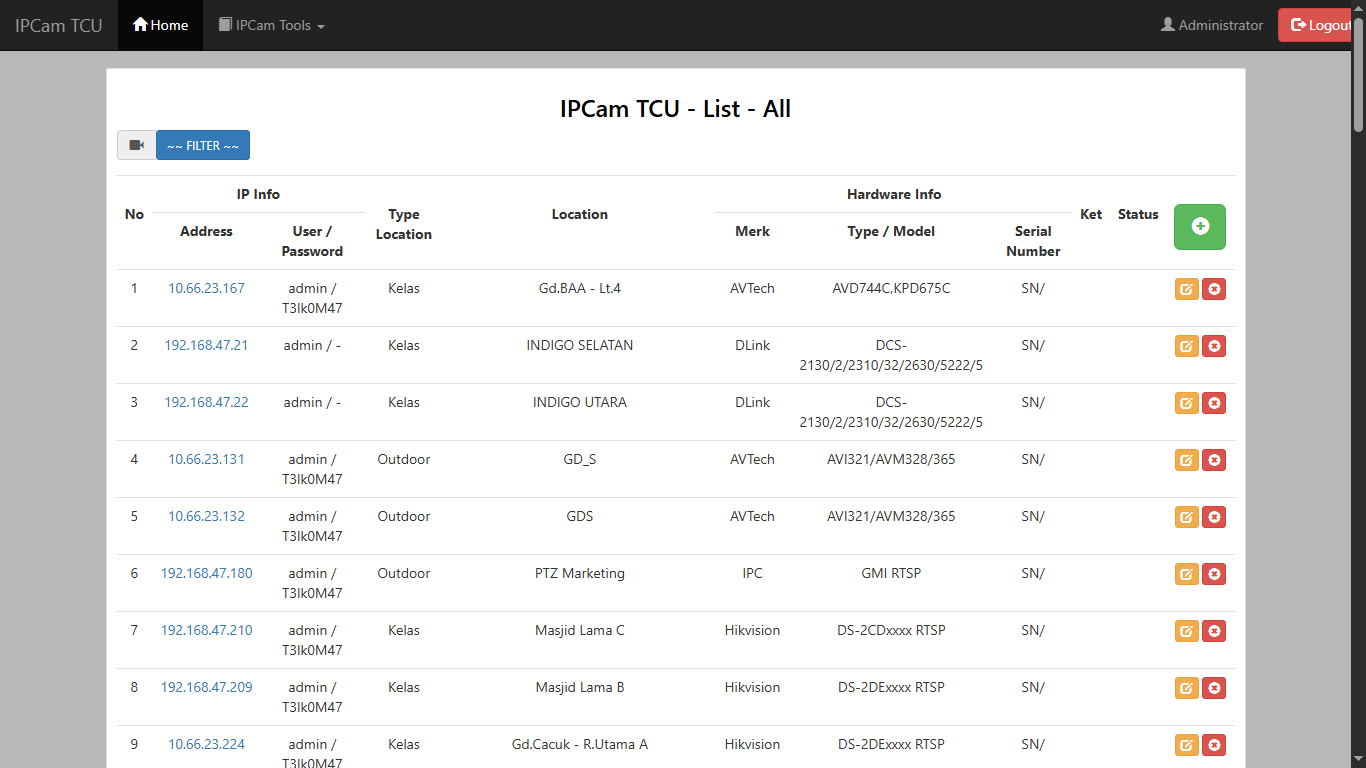 IPCam TCU
Home
IPCam Tools
Administrator
Logout
IPCam TCU - List - All
~~ FILTER ~~
No
IP Info
Type Location
Location
Hardware Info
Ket
Status
Address
User / Password
Merk
Type / Model
Serial Number
1 10.66.23.167 admin / Kelas Gd.BAA - Lt.4 AVTech AVD744C,KPD675C SN/
T3lk0M47
2 192.168.47.21 admin / - Kelas INDIGO SELATAN DLink DCS- SN/
2130/2/2310/32/2630/5222/5
3 192.168.47.22 admin / - Kelas INDIGO UTARA DLink DCS- SN/
2130/2/2310/32/2630/5222/5
4 10.66.23.131 admin / Outdoor GD_S AVTech AVI321/AVM328/365 SN/
T3lk0M47
5 10.66.23.132 admin / Outdoor GDS AVTech AVI321/AVM328/365 SN/
T3lk0M47
6 192.168.47.180 admin / Outdoor PTZ Marketing IPC GMI RTSP SN/
T3lk0M47
7 192.168.47.210 admin / Kelas Masjid Lama C Hikvision DS-2CDxxxx RTSP SN/
T3lk0M47
8 192.168.47.209 admin / Kelas Masjid Lama B Hikvision DS-2DExxxx RTSP SN/
T3lk0M47
9 10.66.23.224 admin / Kelas Gd.Cacuk - R.Utama A Hikvision DS-2DExxxx RTSP SN/
T3lk0M47